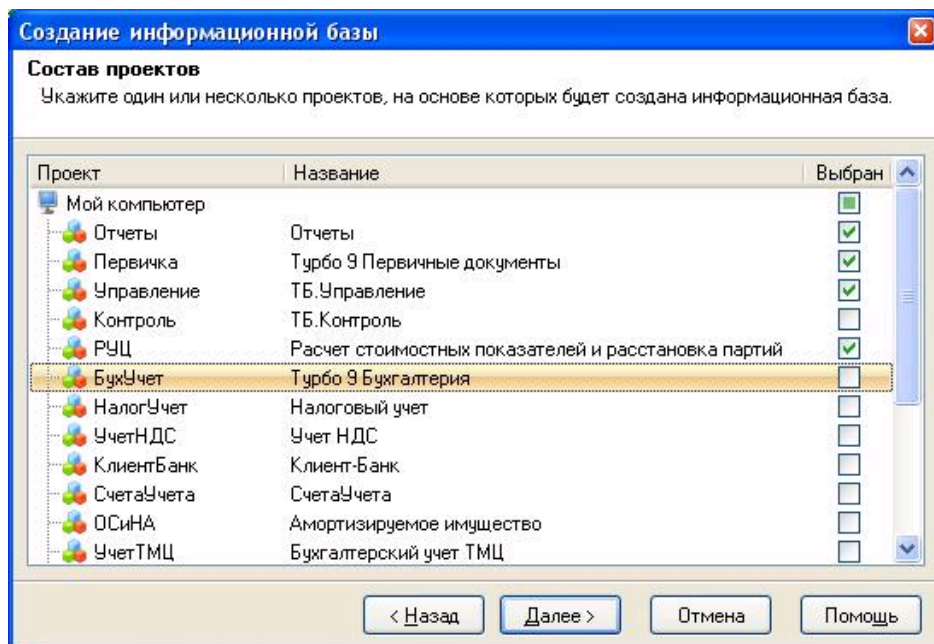 Создание информационной базы
Состав проектов
Укажите один или несколько проектов, на основе которых будет создана информационная база.
Проект Название Выбран
Мой компьютер
Отчеты Отчеты
Первичка Турбо 9 Первичные документы
Управление ТБ.Управление
Контроль ТБ.Контроль
РУЦ Расчет стоимостных показателей и расстановка партий
БухУчет Турбо 9 Бухгалтерия
НалогУчет Налоговый учет
УчетНДС Учет НДС
КлиентБанк Клиент-Банк
СчетаУчета СчетаУчета
ОСиНА Амортизируемое имущество
УчетТМЦ Бухгалтерский учет ТМЦ
< Назад Далее > Отмена Помощь